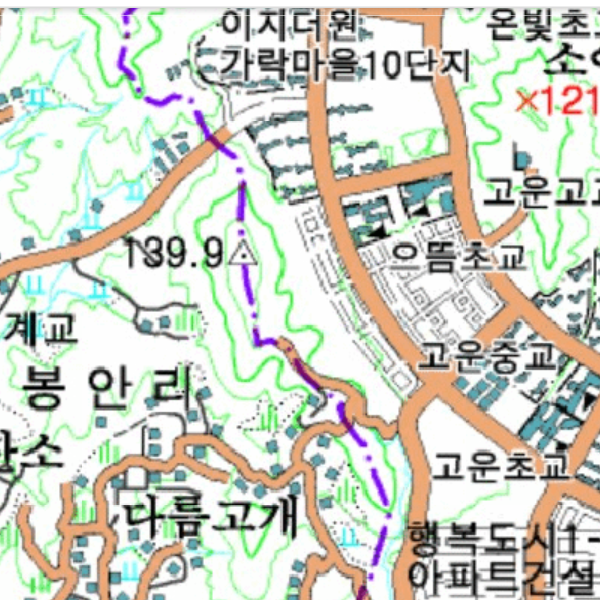 이지더원
가락마을10단지
온빛초
×121
고운고
139.9
으뜸초교
계교
고운중교
봉안리
고운초교
다름고개
행복도시1-
아파트건설